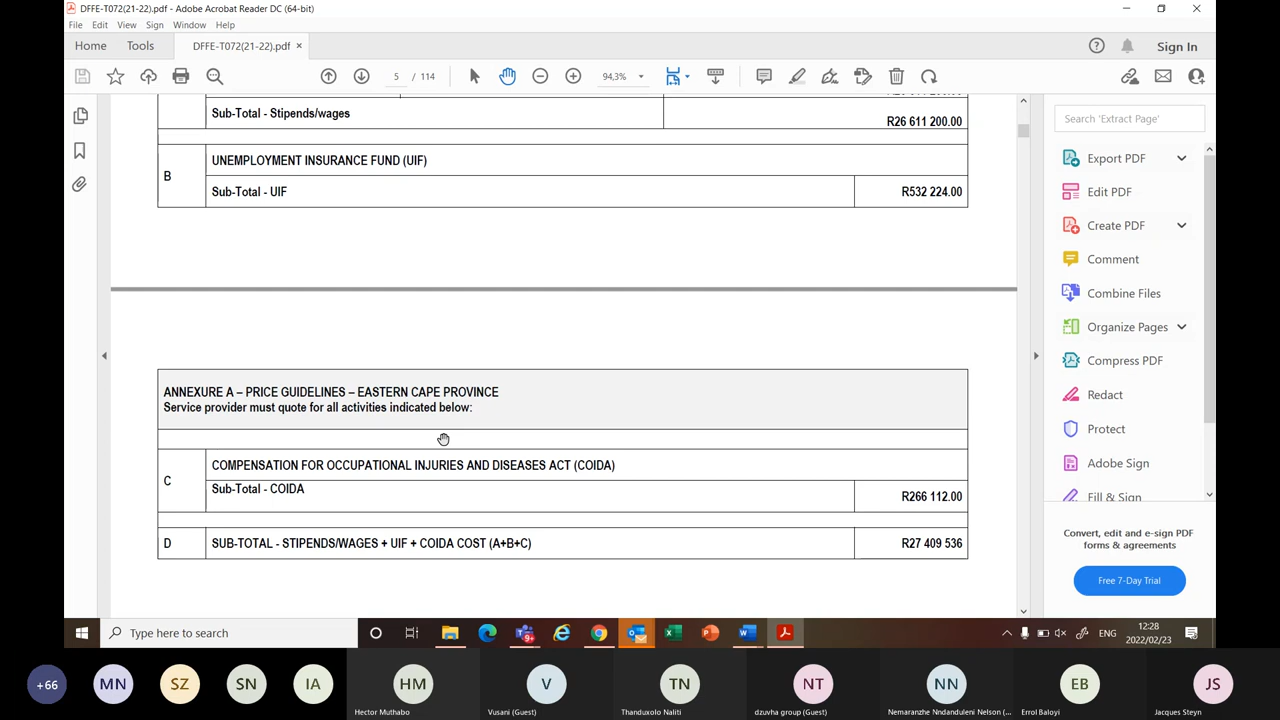 DFFE-T072(21-22).pdf - Adobe Acrobat Reader DC (64-bit)
File Edit View Sign Window Help
Home Tools DFFE-T072(21-22).pdf × Sign In
5 / 114 94,3%
Sub-Total - Stipends/wages R26 611 200.00
B UNEMPLOYMENT INSURANCE FUND (UIF)
Sub-Total - UIF R532 224.00
ANNEXURE A – PRICE GUIDELINES – EASTERN CAPE PROVINCE
Service provider must quote for all activities indicated below:
C COMPENSATION FOR OCCUPATIONAL INJURIES AND DISEASES ACT (COIDA)
Sub-Total - COIDA R266 112.00
D SUB-TOTAL - STIPENDS/WAGES + UIF + COIDA COST (A+B+C) R27 409 536
Search 'Extract Page'
Export PDF
Edit PDF
Create PDF
Comment
Combine Files
Organize Pages
Compress PDF
Redact
Protect
Adobe Sign
Fill & Sign
Convert, edit and e-sign PDF
forms & agreements
Free 7-Day Trial
Type here to search
9+
ENG
12:28
2022/02/23
+66 MN SZ SN IA HM V TN NT NN EB JS
Hector Muthabo Vusani (Guest) Thanduxolo Naliti dzuvha group (Guest) Nemaranzhe Nndanduleni Nelson (... Errol Baloyi Jacques Steyn